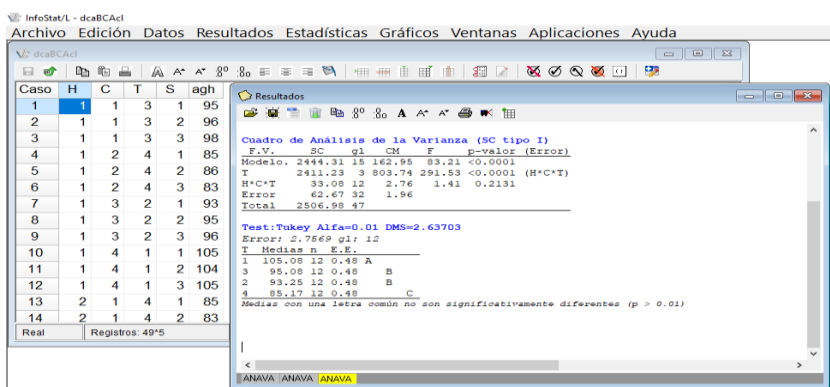 InfoStat/L - dcaBCAcl
Archivo Edición Datos Resultados Estadísticas Gráficos Ventanas Aplicaciones Ayuda
dcaBCAcl
Caso H C T S agh
1 1 1 3 1 95
2 1 1 3 2 96
3 1 1 3 3 98
4 1 2 4 1 85
5 1 2 4 2 86
6 1 2 4 3 83
7 1 3 2 1 93
8 1 3 2 2 95
9 1 3 2 3 96
10 1 4 1 1 105
11 1 4 1 2 104
12 1 4 1 3 105
13 2 1 4 1 85
14 2 1 4 2 83
Real Registros: 49*5
Resultados
Cuadro de Análisis de la Varianza (SC tipo I)
F.V. SC gl CM F p-valor (Error)
Modelo. 2444.31 15 162.95 83.21 <0.0001
T 2411.23 3 803.74 291.53 <0.0001 (H*C*T)
H*C*T 33.08 12 2.76 1.41 0.2131
Error 62.67 32 1.96
Total 2506.98 47
Test:Tukey Alfa=0.01 DMS=2.63703
Error: 2.7569 gl: 12
T Medias n E.E.
1 105.08 12 0.48 A
3 95.08 12 0.48 B
2 93.25 12 0.48 B
4 85.17 12 0.48 C
Medias con una letra común no son significativamente diferentes (p > 0.01)
ANAVA ANAVA ANAVA